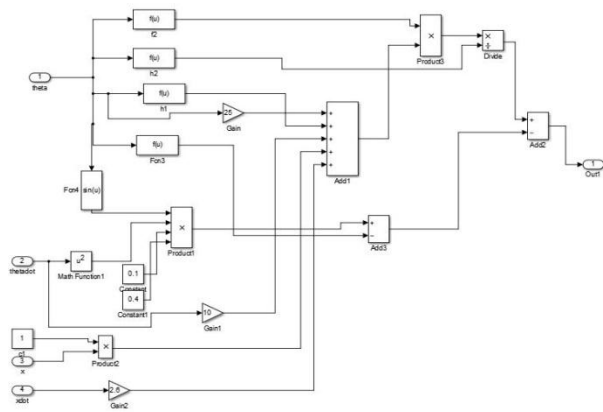 f(u)
f2
×
Product3
×
÷
Divide
f(u)
h2
1
theta
f(u)
h1
25
Gain
+
+
+
+
+
Add1
+
−
Add2
1
Out1
f(u)
Fcn3
Fcn4
sin(u)
×
Product1
+
−
Add3
2
thetadot
u2
Math Function1
0.1
Constant
0.4
Constant1
10
Gain1
1
c1
×
Product2
3
x
4
xdot
2.6
Gain2